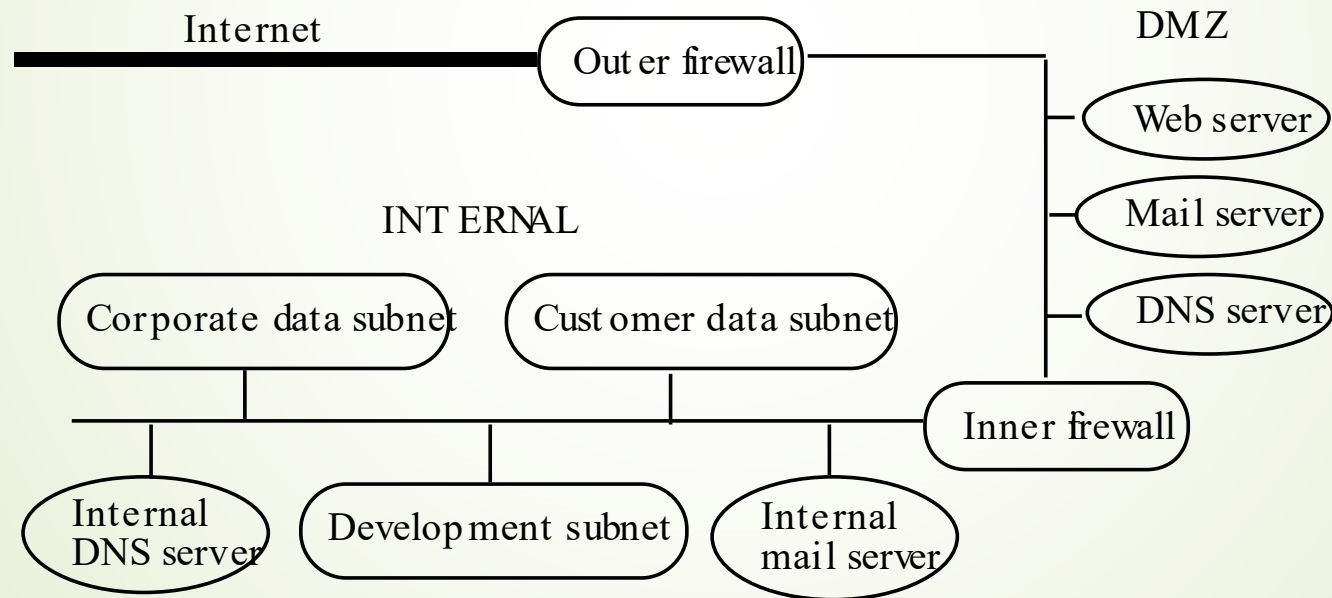 Internet
DMZ
Outer firewall
Web server
Mail server
INTERNAL
DNS server
Corporate data subnet
Customer data subnet
Inner firewall
Internal
DNS server
Development subnet
Internal
mail server